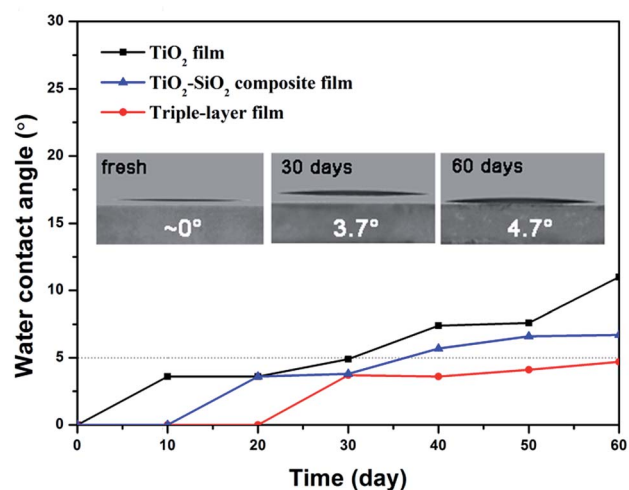 30
25
20
15
10
5
0
Water contact angle (°)
TiO₂ film
TiO₂-SiO₂ composite film
Triple-layer film
fresh
~0°
30 days
3.7°
60 days
4.7°
0 10 20 30 40 50 60
Time (day)